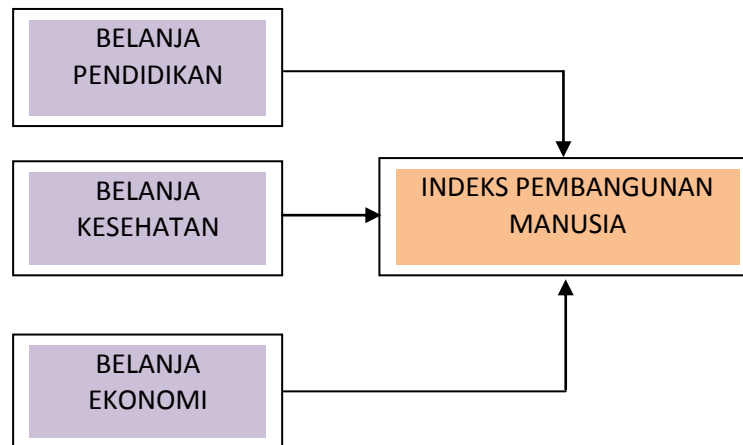 BELANJA
PENDIDIKAN
BELANJA
KESEHATAN
INDEKS PEMBANGUNAN
MANUSIA
BELANJA
EKONOMI